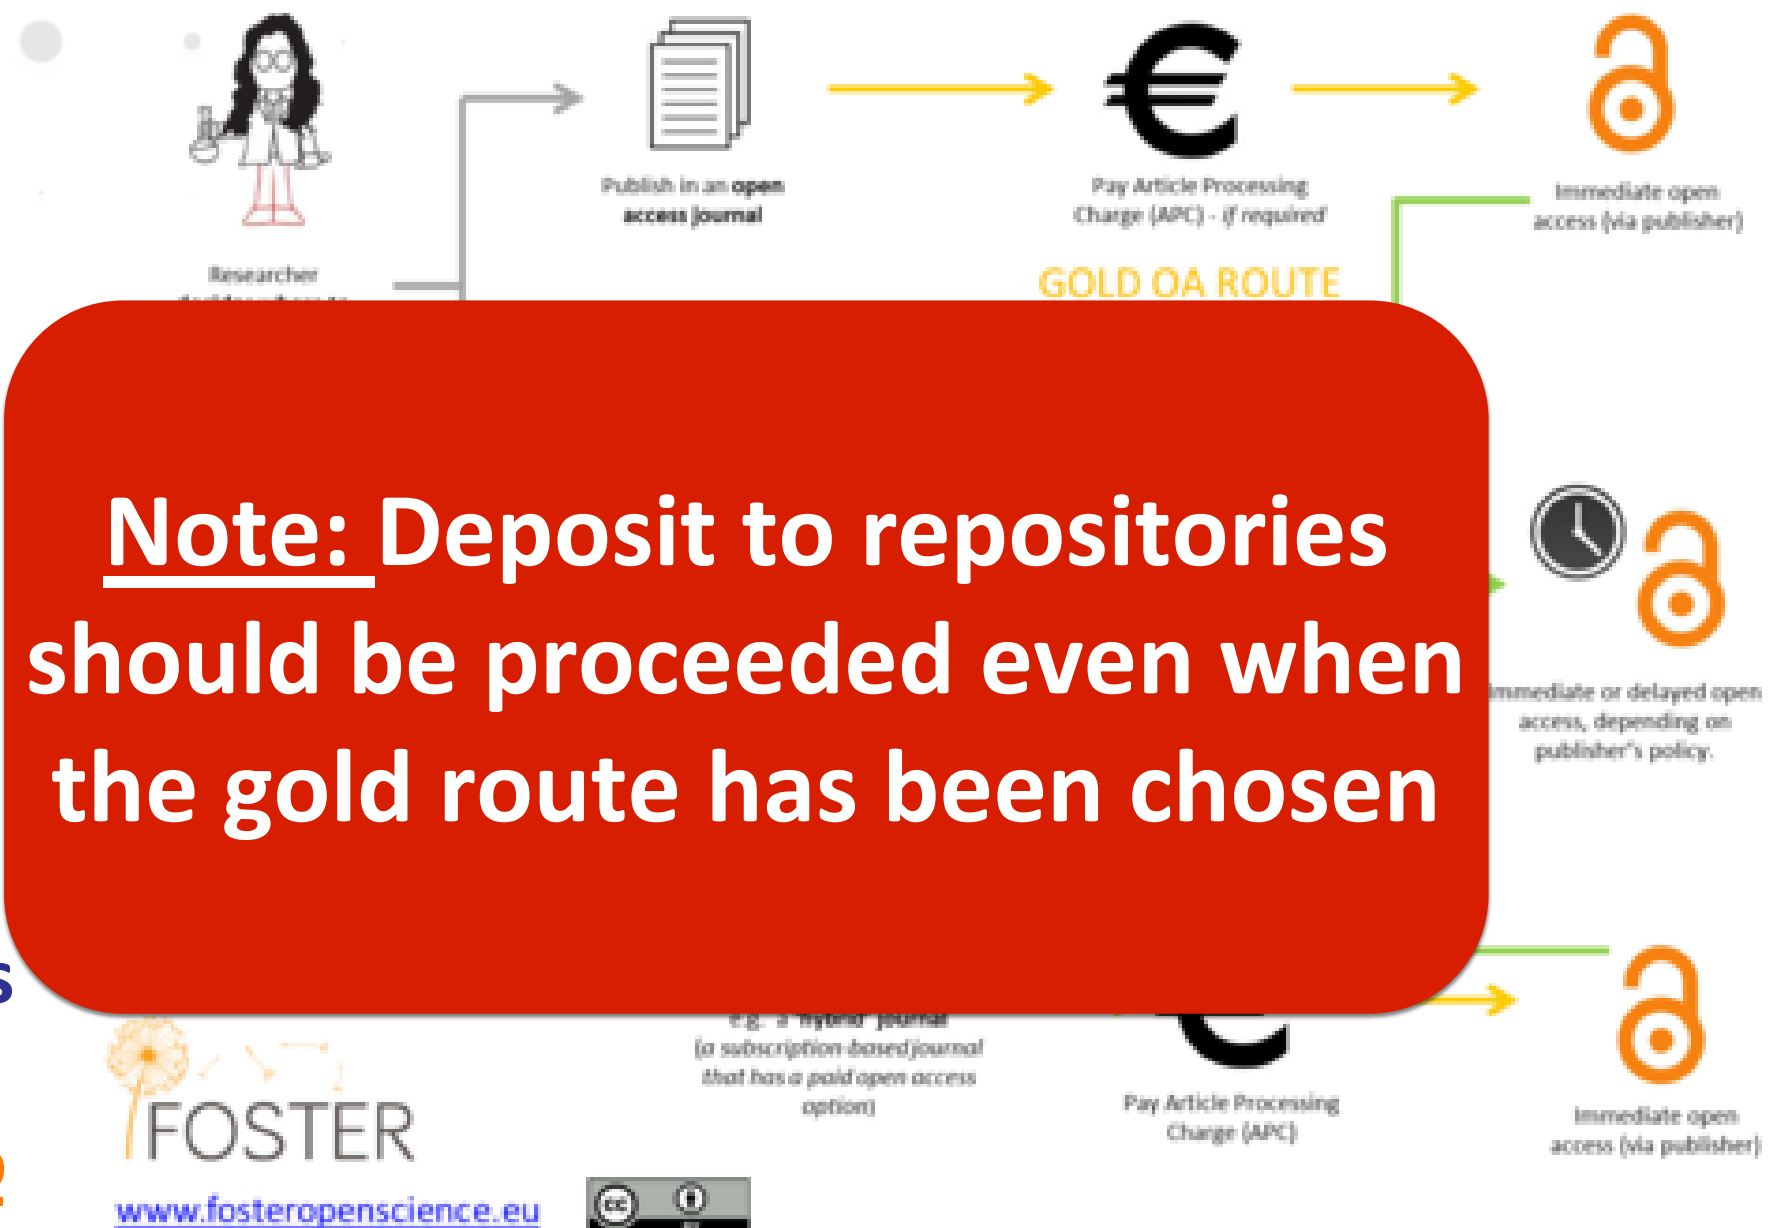 Publish in an open
access journal
Pay Article Processing
Charge (APC) - if required
Immediate open
access (via publisher)
Researcher
GOLD OA ROUTE
Note: Deposit to repositories
should be proceeded even when
the gold route has been chosen
Immediate or delayed open
access, depending on
publisher's policy.
s
e.g. a "hybrid" journal
(a subscription-based journal
that has a paid open access
option)
Pay Article Processing
Charge (APC)
Immediate open
access (via publisher)
FOSTER
www.fosteropenscience.eu
cc